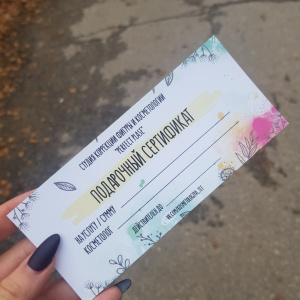 СТУДИЯ КОРРЕКЦИИ ФИГУРЫ И КОСМЕТОЛОГИИ
"PERFECT PLACE"
ПОДАРОЧНЫЙ СЕРТИФИКАТ
НА УСЛУГУ / СУММУ
КОСМЕТОЛОГ
ДЕЙСТВИТЕЛЕН ДО